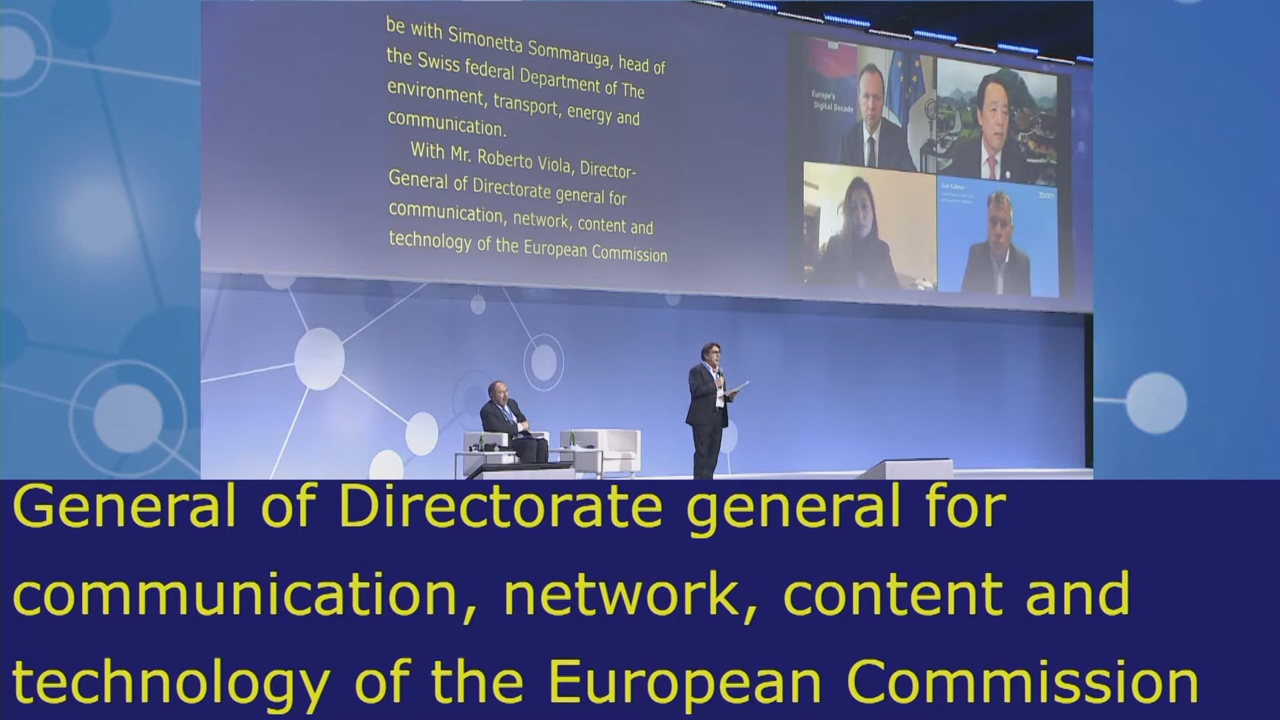 be with Simonetta Sommaruga, head of
the Swiss federal Department of The
environment, transport, energy and
communication.
With Mr. Roberto Viola, Director-
General of Directorate general for
communication, network, content and
technology of the European Commission
Europe's
Digital Decade
zoom
General of Directorate general for
communication, network, content and
technology of the European Commission